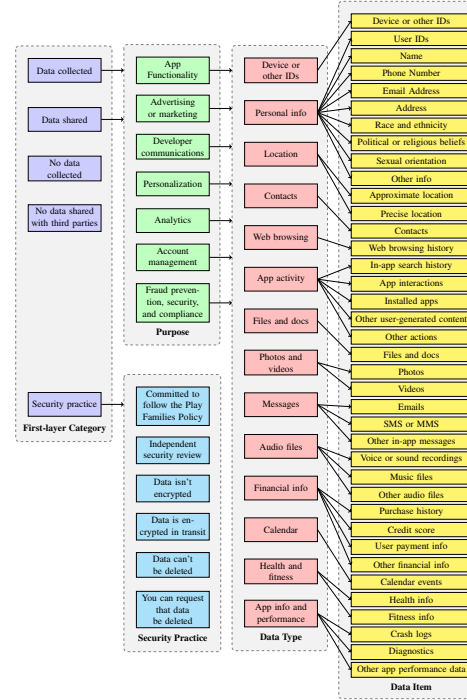 Data collected
Data shared
No data
collected
No data shared
with third parties
Security practice
First-layer Category
App
Functionality
Advertising
or marketing
Developer
communications
Personalization
Analytics
Account
management
Fraud preven-
tion, security,
and compliance
Purpose
Committed to
follow the Play
Families Policy
Independent
security review
Data isn't
encrypted
Data is en-
crypted in transit
Data can't
be deleted
You can request
that data
be deleted
Security Practice
Device or
other IDs
Personal info
Location
Contacts
Web browsing
App activity
Files and docs
Photos and
videos
Messages
Audio files
Financial info
Calendar
Health and
fitness
App info and
performance
Data Type
Device or other IDs
User IDs
Name
Phone Number
Email Address
Address
Race and ethnicity
Political or religious beliefs
Sexual orientation
Other info
Approximate location
Precise location
Contacts
Web browsing history
In-app search history
App interactions
Installed apps
Other user-generated content
Other actions
Files and docs
Photos
Videos
Emails
SMS or MMS
Other in-app messages
Voice or sound recordings
Music files
Other audio files
Purchase history
Credit score
User payment info
Other financial info
Calendar events
Health info
Fitness info
Crash logs
Diagnostics
Other app performance data
Data Item